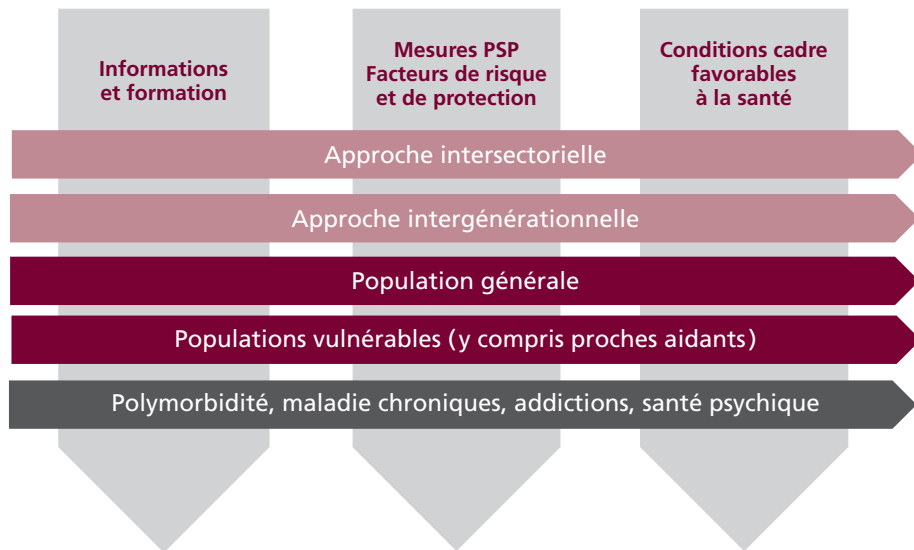 Informations
et formation
Mesures PSP
Facteurs de risque
et de protection
Conditions cadre
favorables
à la santé
Approche intersectorielle
Approche intergénérationnelle
Population générale
Populations vulnérables (y compris proches aidants)
Polymorbidité, maladie chroniques, addictions, santé psychique